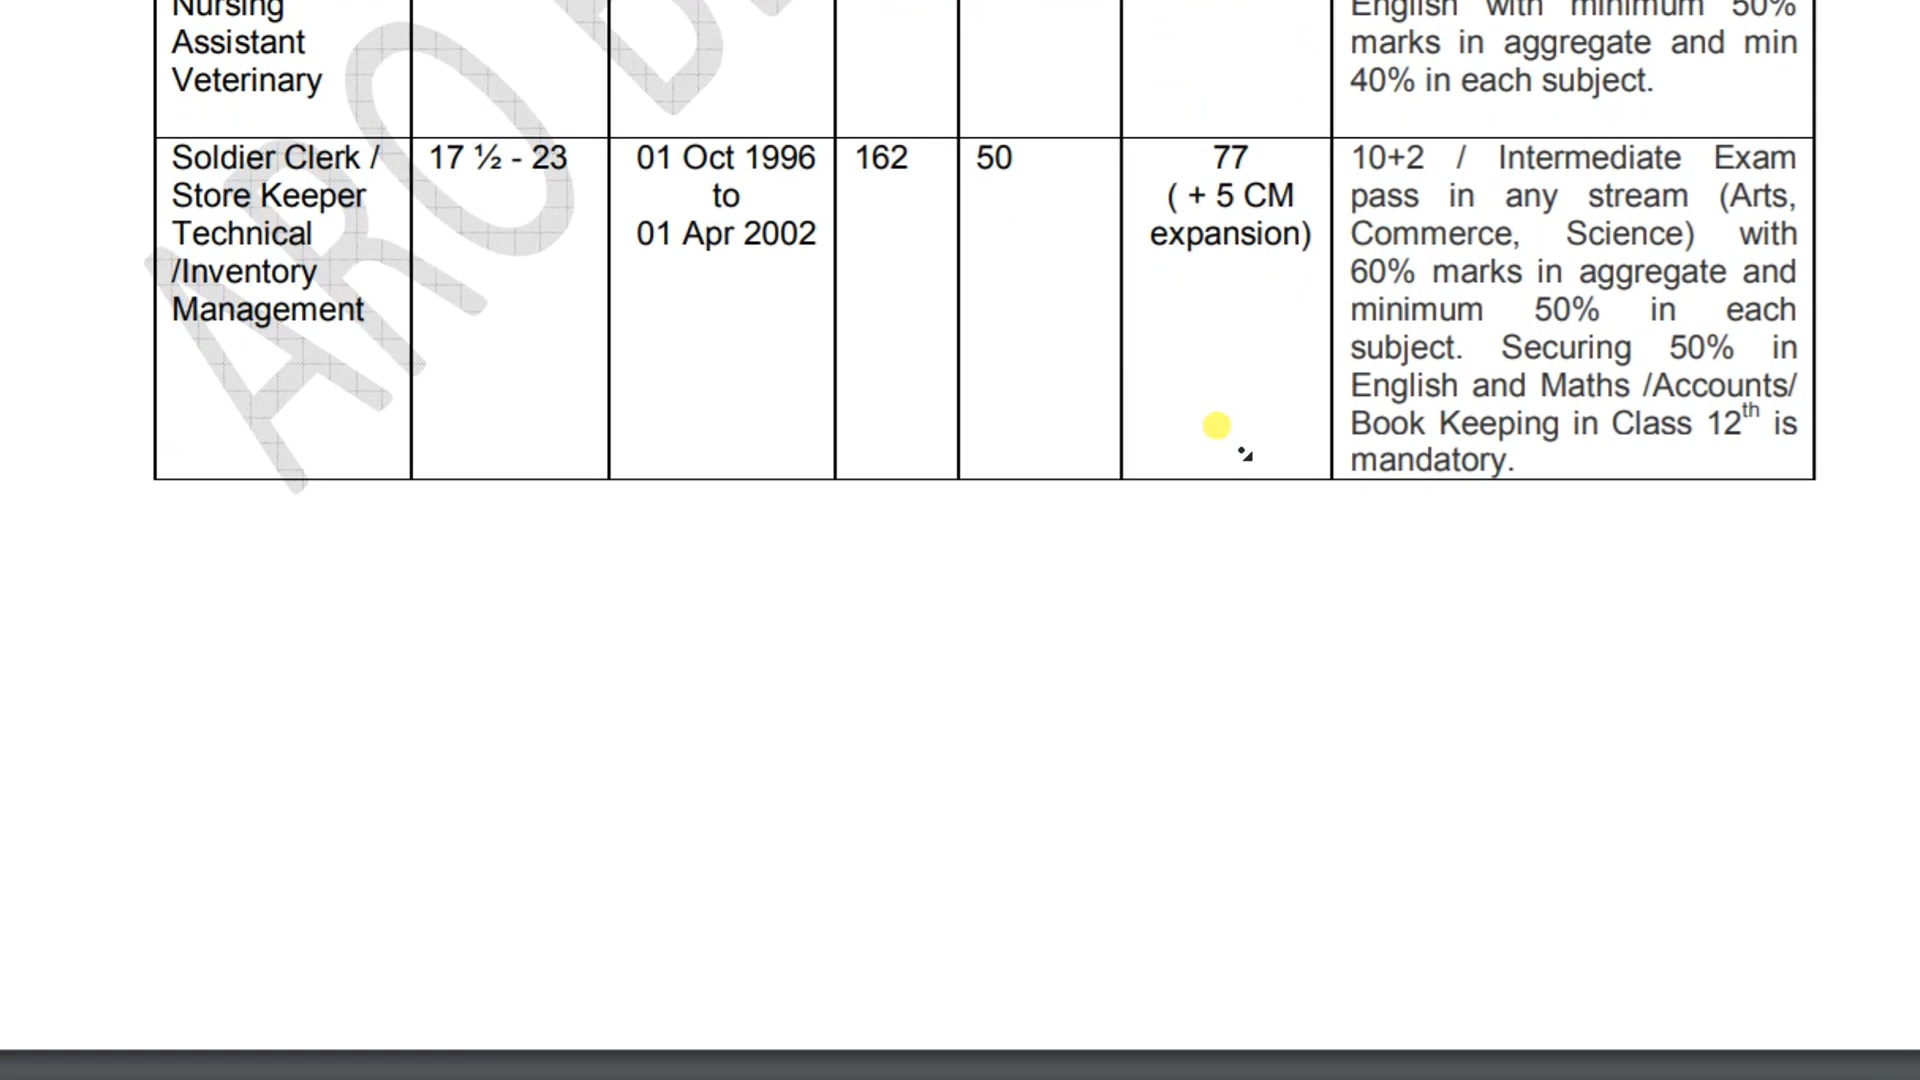 Nursing
Assistant
Veterinary
English with minimum 50%
marks in aggregate and min
40% in each subject.
Soldier Clerk /
Store Keeper
Technical
/Inventory
Management
17 ½ - 23
01 Oct 1996
to
01 Apr 2002
162
50
77
( + 5 CM
expansion)
10+2 / Intermediate Exam
pass in any stream (Arts,
Commerce, Science) with
60% marks in aggregate and
minimum 50% in each
subject. Securing 50% in
English and Maths /Accounts/
Book Keeping in Class 12th is
mandatory.
ARO